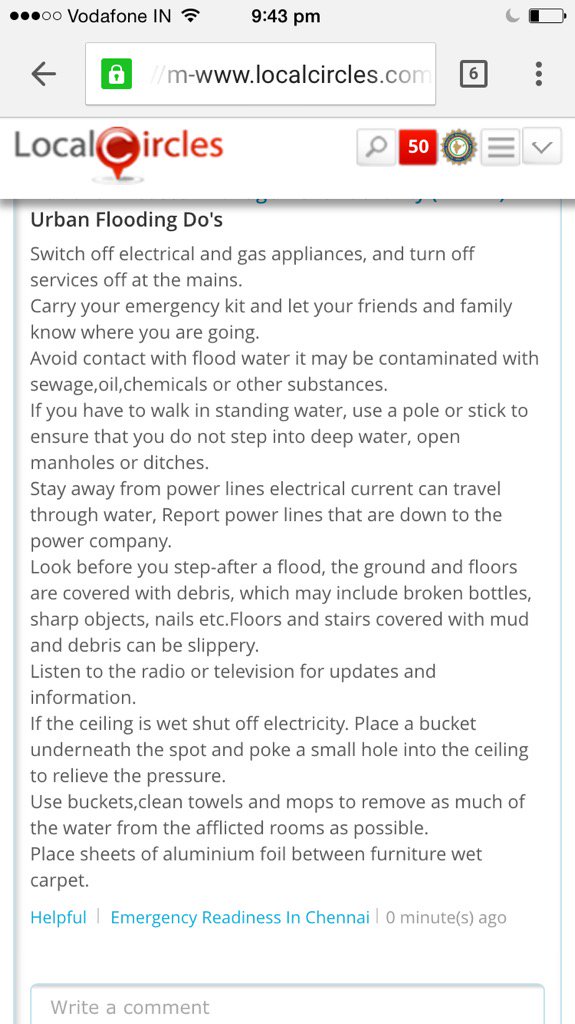 Vodafone IN 9:43 pm
//m-www.localcircles.com 6
LocalCircles 50
Urban Flooding Do's
Switch off electrical and gas appliances, and turn off
services off at the mains.
Carry your emergency kit and let your friends and family
know where you are going.
Avoid contact with flood water it may be contaminated with
sewage,oil,chemicals or other substances.
If you have to walk in standing water, use a pole or stick to
ensure that you do not step into deep water, open
manholes or ditches.
Stay away from power lines electrical current can travel
through water, Report power lines that are down to the
power company.
Look before you step-after a flood, the ground and floors
are covered with debris, which may include broken bottles,
sharp objects, nails etc.Floors and stairs covered with mud
and debris can be slippery.
Listen to the radio or television for updates and
information.
If the ceiling is wet shut off electricity. Place a bucket
underneath the spot and poke a small hole into the ceiling
to relieve the pressure.
Use buckets,clean towels and mops to remove as much of
the water from the afflicted rooms as possible.
Place sheets of aluminium foil between furniture wet
carpet.
Helpful | Emergency Readiness In Chennai | 0 minute(s) ago
Write a comment